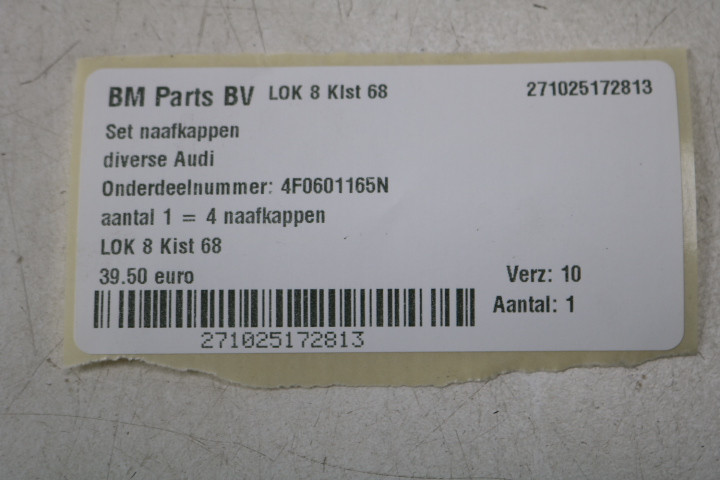 BM Parts BV LOK 8 KIst 68 271025172813
Set naafkappen
diverse Audi
Onderdeelnummer: 4F0601165N
aantal 1 = 4 naafkappen
LOK 8 Kist 68
39.50 euro Verz: 10
Aantal: 1
271025172813